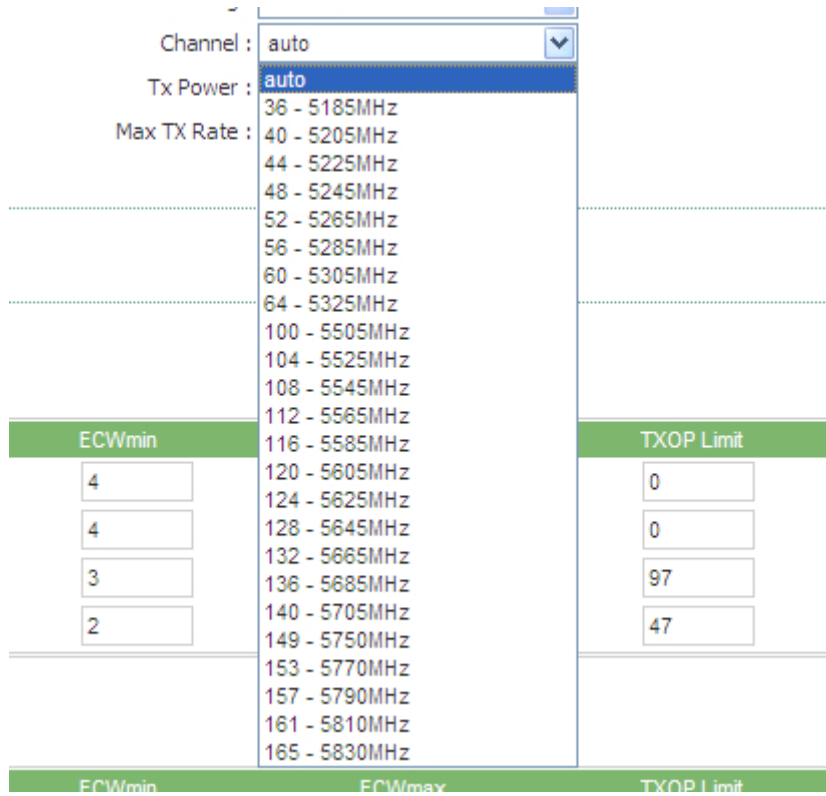 Channel : auto
Tx Power : auto
36 - 5185MHz
Max TX Rate : 40 - 5205MHz
44 - 5225MHz
48 - 5245MHz
52 - 5265MHz
56 - 5285MHz
60 - 5305MHz
64 - 5325MHz
100 - 5505MHz
104 - 5525MHz
108 - 5545MHz
112 - 5565MHz
ECWmin 116 - 5585MHz TXOP Limit
4 120 - 5605MHz 0
124 - 5625MHz
4 128 - 5645MHz 0
132 - 5665MHz
3 136 - 5685MHz 97
140 - 5705MHz
2 149 - 5750MHz 47
153 - 5770MHz
157 - 5790MHz
161 - 5810MHz
165 - 5830MHz
ECWmin ECWmax TXOP Limit